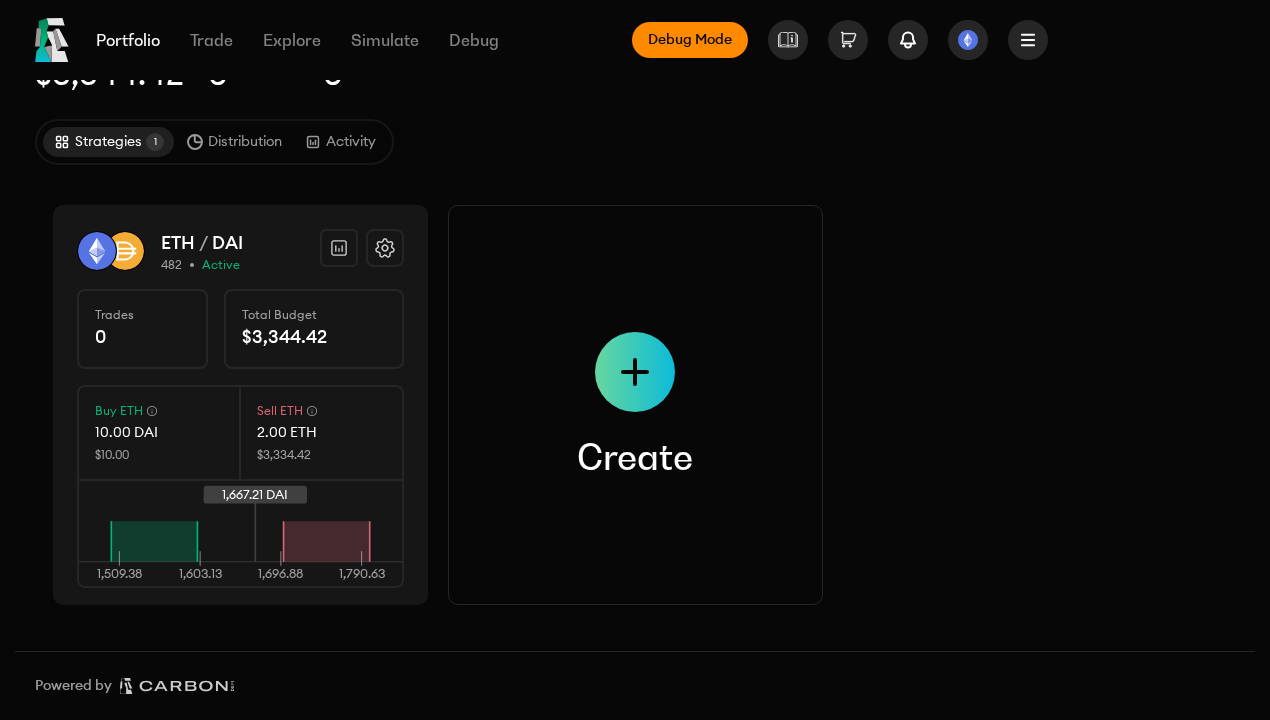 Portfolio Trade Explore Simulate Debug Debug Mode
Strategies 1 Distribution Activity
ETH / DAI
482 • Active
Trades Total Budget
0 $3,344.42
Buy ETH Sell ETH
10.00 DAI 2.00 ETH
$10.00 $3,334.42
1,667.21 DAI
1,509.38 1,603.13 1,696.88 1,790.63
Create
Powered by CARBON